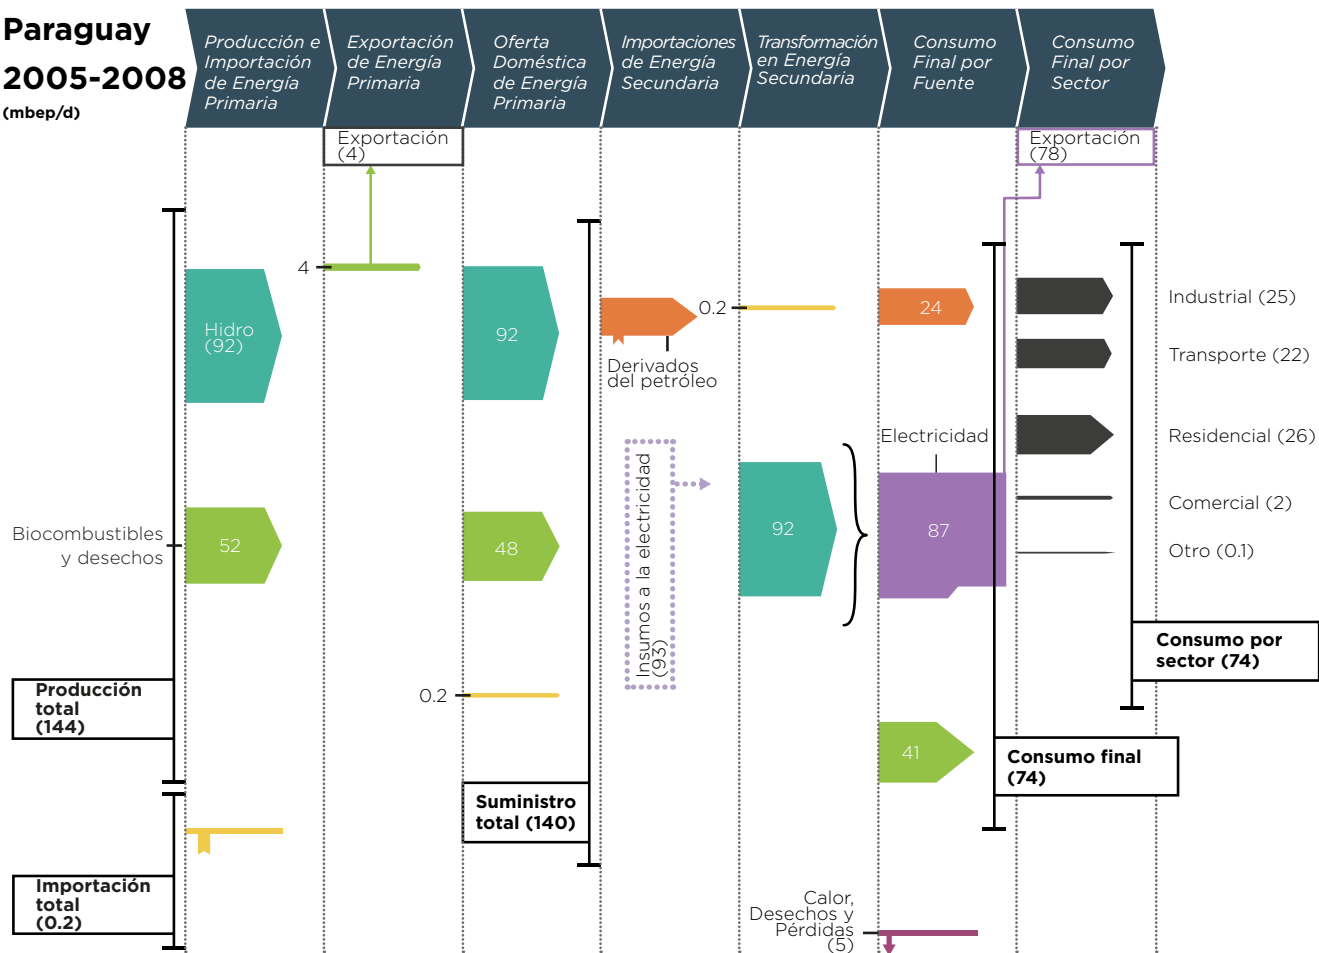 Paraguay
2005-2008
(mbep/d)
Producción e
Importación
de Energía
Primaria
Exportación
de Energía
Primaria
Oferta
Doméstica
de Energía
Primaria
Importaciones
de Energía
Secundaria
Transformación
en Energía
Secundaria
Consumo
Final por
Fuente
Consumo
Final por
Sector
Exportación
(4)
Exportación
(78)
4
Hidro
(92)
92
Derivados
del petróleo
0.2
24
Industrial (25)
Transporte (22)
Residencial (26)
Comercial (2)
Otro (0.1)
Electricidad
Insumos a la electricidad
(93)
Biocombustibles
y desechos
52
48
92
87
Consumo por
sector (74)
Producción
total
(144)
0.2
41
Consumo final
(74)
Suministro
total (140)
Importación
total
(0.2)
Calor,
Desechos y
Pérdidas
(5)